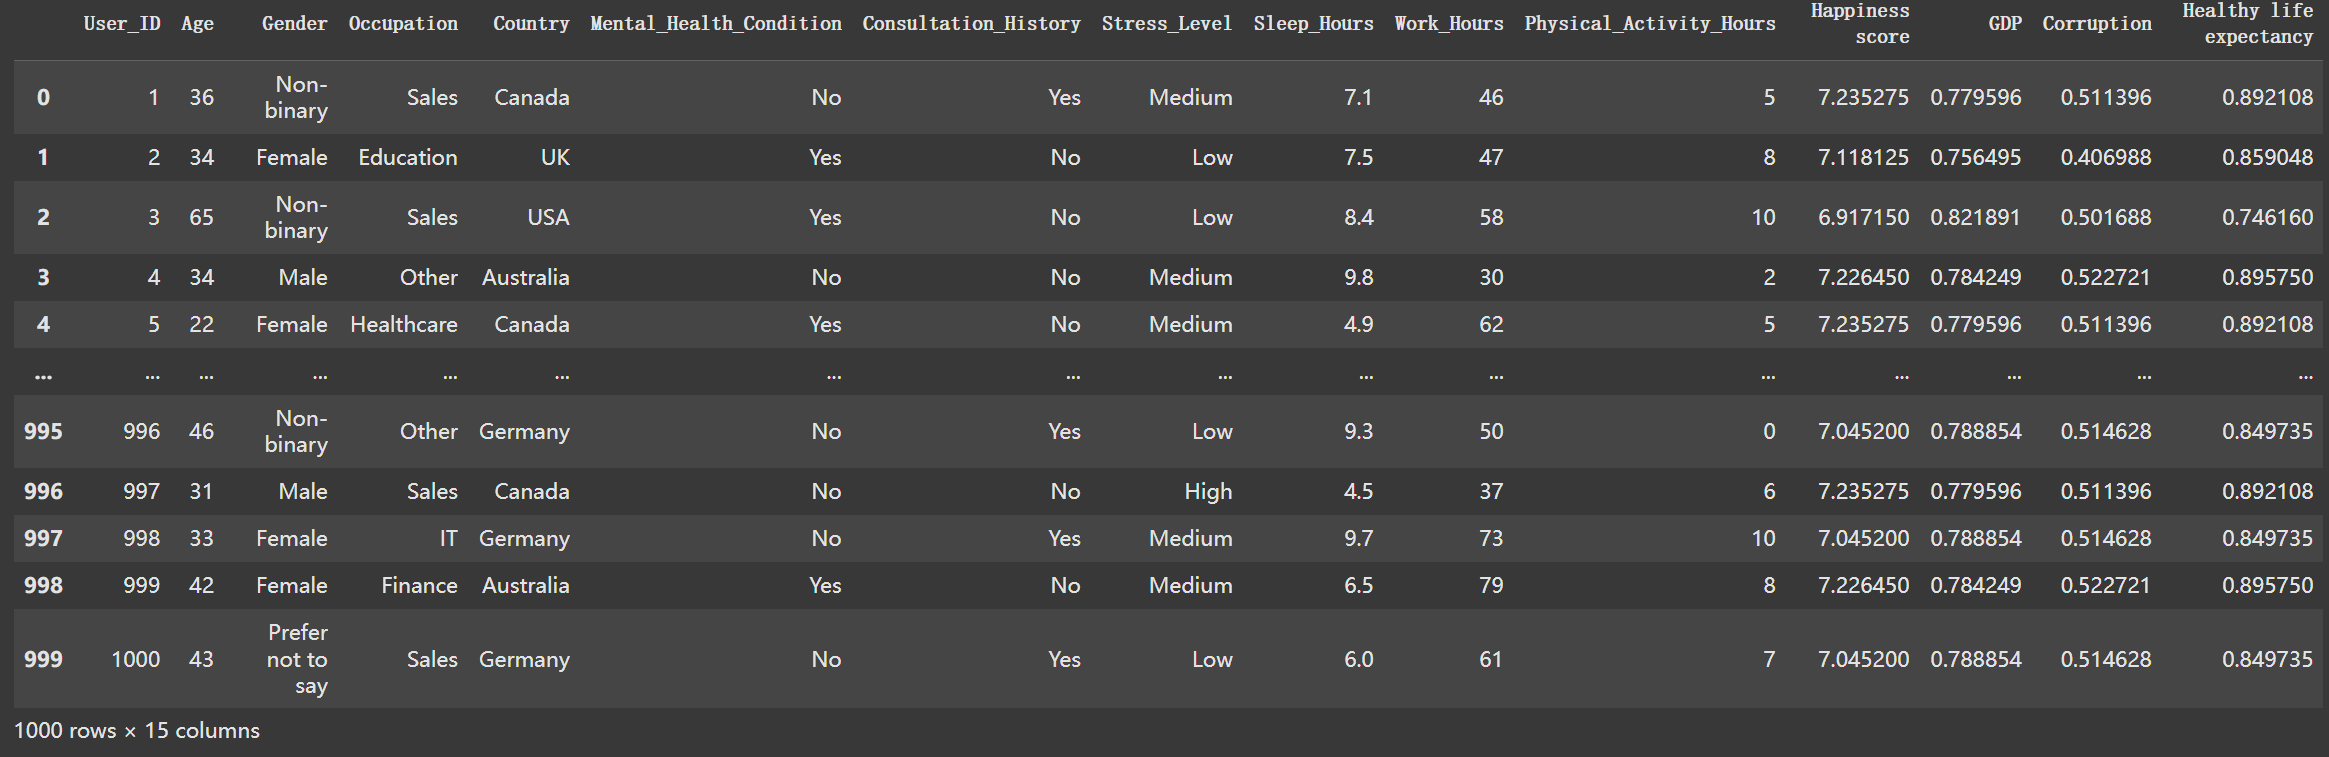 User_ID Age Gender Occupation Country Mental_Health_Condition Consultation_History Stress_Level Sleep_Hours Work_Hours Physical_Activity_Hours Happiness score GDP Corruption Healthy life expectancy
0 1 36 Non-binary Sales Canada No Yes Medium 7.1 46 5 7.235275 0.779596 0.511396 0.892108
1 2 34 Female Education UK Yes No Low 7.5 47 8 7.118125 0.756495 0.406988 0.859048
2 3 65 Non-binary Sales USA Yes No Low 8.4 58 10 6.917150 0.821891 0.501688 0.746160
3 4 34 Male Other Australia No No Medium 9.8 30 2 7.226450 0.784249 0.522721 0.895750
4 5 22 Female Healthcare Canada Yes No Medium 4.9 62 5 7.235275 0.779596 0.511396 0.892108
... ... ... ... ... ... ... ... ... ... ... ... ... ... ... ...
995 996 46 Non-binary Other Germany No Yes Low 9.3 50 0 7.045200 0.788854 0.514628 0.849735
996 997 31 Male Sales Canada No No High 4.5 37 6 7.235275 0.779596 0.511396 0.892108
997 998 33 Female IT Germany No Yes Medium 9.7 73 10 7.045200 0.788854 0.514628 0.849735
998 999 42 Female Finance Australia Yes No Medium 6.5 79 8 7.226450 0.784249 0.522721 0.895750
999 1000 43 Prefer not to say Sales Germany No Yes Low 6.0 61 7 7.045200 0.788854 0.514628 0.849735
1000 rows × 15 columns